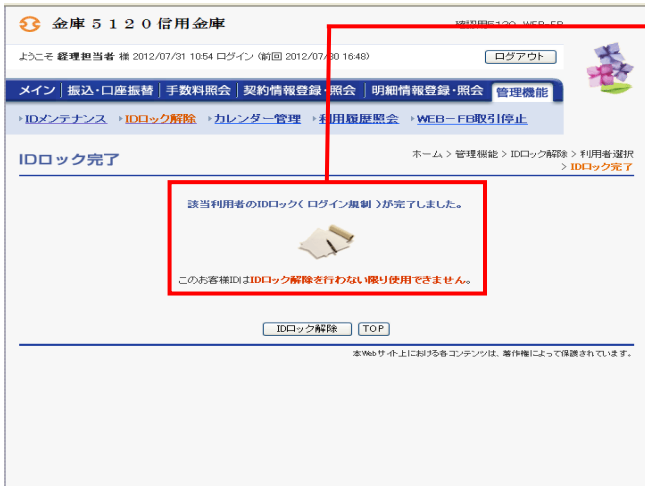 金庫５１２０信用金庫
確認用5120 WEB-FB
ようこそ 経理担当者 様 2012/07/31 1054 ログイン (前回 2012/07/30 16:48)
ログアウト
メイン 振込・口座振替 手数料照会 契約情報登録・照会 明細情報登録・照会 管理機能
IDメンテナンス IDロック解除 カレンダー管理 利用履歴照会 WEB－FB取引停止
IDロック完了
ホーム > 管理機能 > IDロック解除 > 利用者選択
> IDロック完了
該当利用者のIDロック( ログイン規制 )が完了しました。
このお客様IDはIDロック解除を行わない限り使用できません。
IDロック解除 TOP
本Webサイト上における各コンテンツは、著作権によって保護されています。